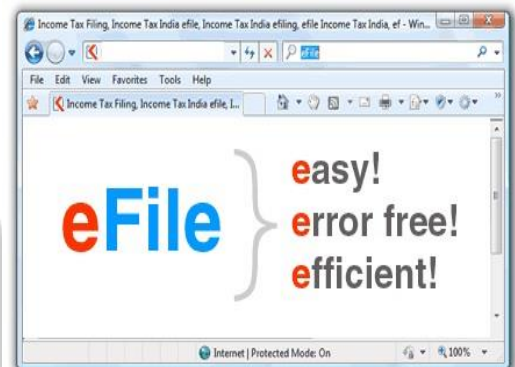 Income Tax Filing, Income Tax India efile, Income Tax India efiling, efile Income Tax India, ef - Win...
eFile
File Edit View Favorites Tools Help
Income Tax Filing, Income Tax India efile, I...
eFile
easy!
error free!
efficient!
Internet | Protected Mode: On
100%